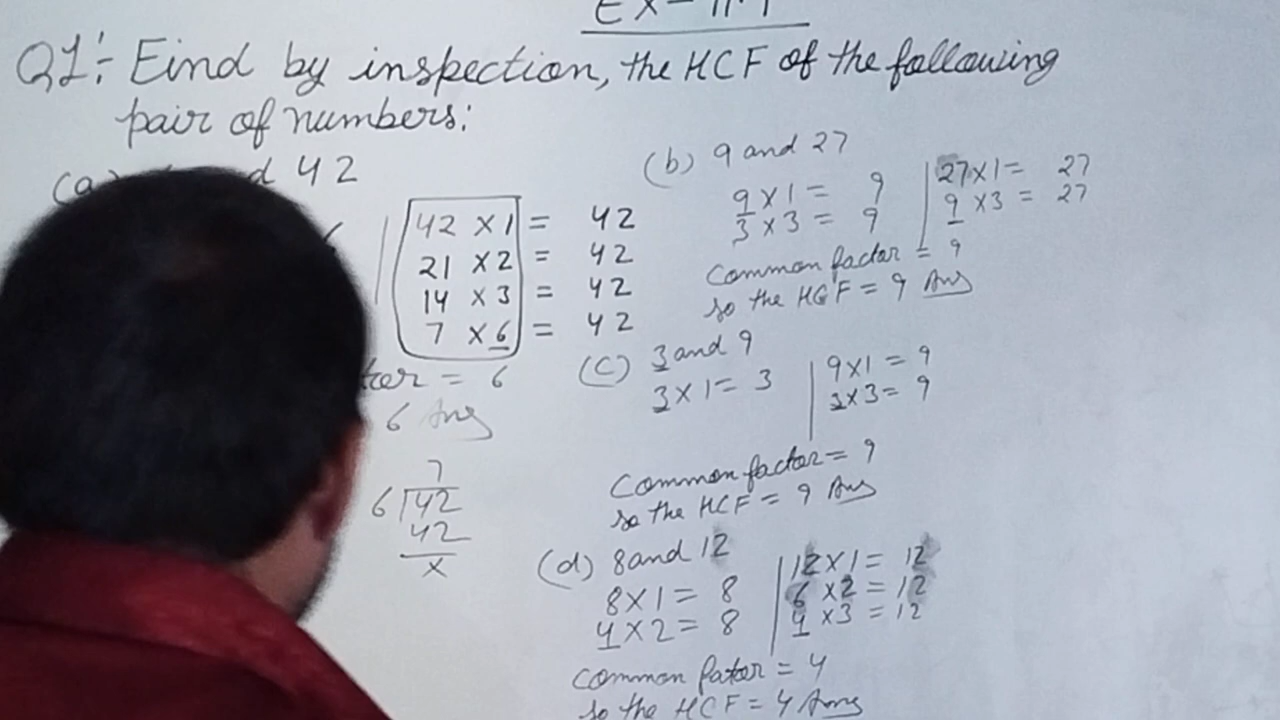 Q1:- Find by inspection, the HCF of the following
pair of numbers:
(a) d 42
42 × 1 = 42
21 × 2 = 42
14 × 3 = 42
7 × 6 = 42
= 6
6 Ans
7
6 42
42
x
(b) 9 and 27
9 × 1 = 9 27×1 = 27
3 × 3 = 9 9 × 3 = 27
Common factor = 9
so the HCF = 9 Ans
(c) 3 and 9
3 × 1 = 3 9×1 = 9
3×3 = 9
Common factor = 9
so the HCF = 9 Ans
(d) 8 and 12
8 × 1 = 8 12 × 1 = 12
4 × 2 = 8 6 × 2 = 12
4 × 3 = 12
Common fator = 4
so the HCF = 4 Ans